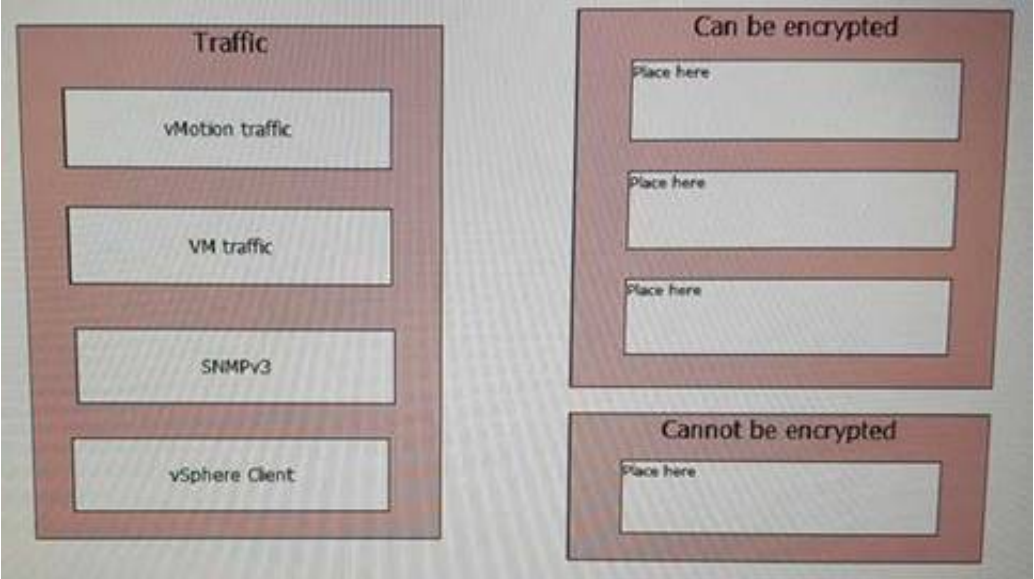 Traffic
vMotion traffic
VM traffic
SNMPv3
vSphere Client
Can be encrypted
Place here
Place here
Place here
Cannot be encrypted
Place here